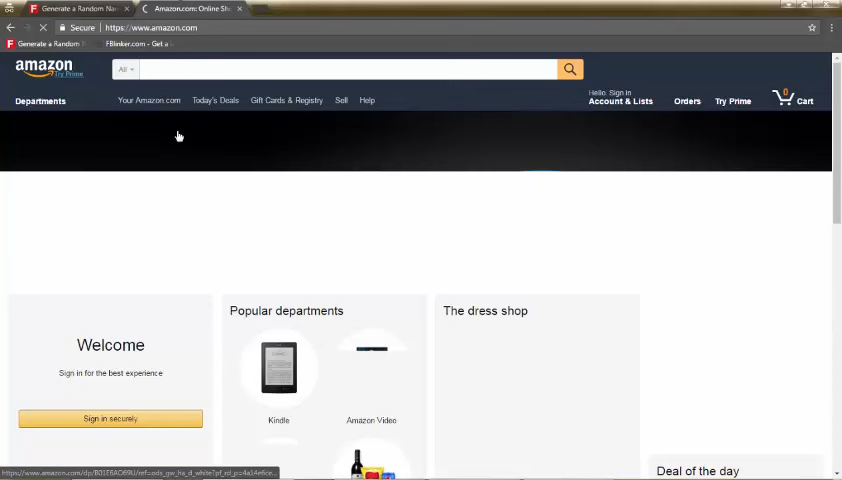 Generate a Random Na
Amazon.com: Online Sh
Secure
https://www.amazon.com
Generate a Random
FBlinker.com - Get a
amazon
Try Prime
All
Departments
Your Amazon.com
Today's Deals
Gift Cards & Registry
Sell
Help
Hello. Sign in
Account & Lists
Orders
Try Prime
0
Cart
Welcome
Sign in for the best experience
Sign in securely
Popular departments
Kindle
Amazon Video
The dress shop
Deal of the day